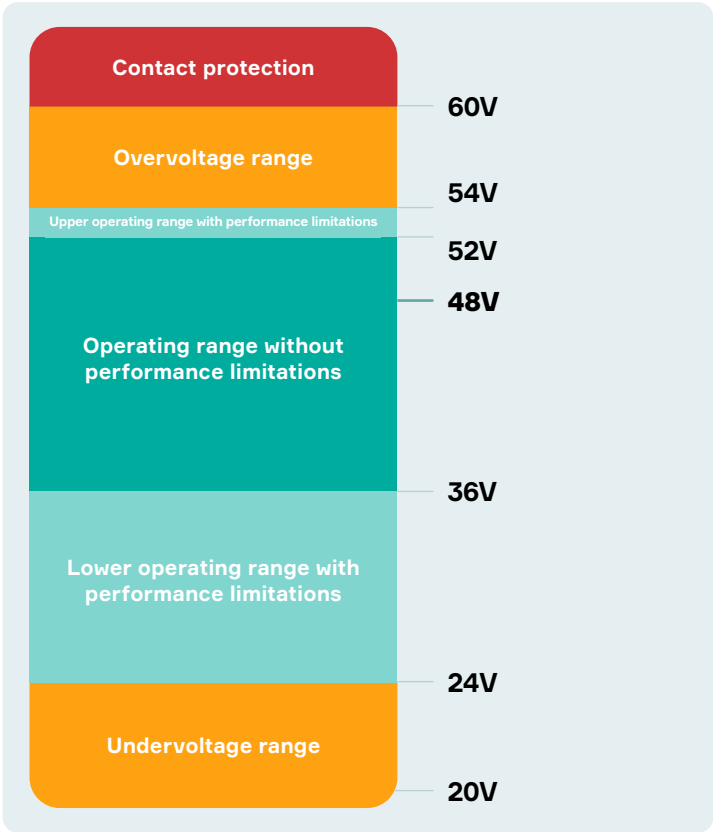 Contact protection
60V
Overvoltage range
54V
Upper operating range with performance limitations
52V
48V
Operating range without
performance limitations
36V
Lower operating range with
performance limitations
24V
Undervoltage range
20V